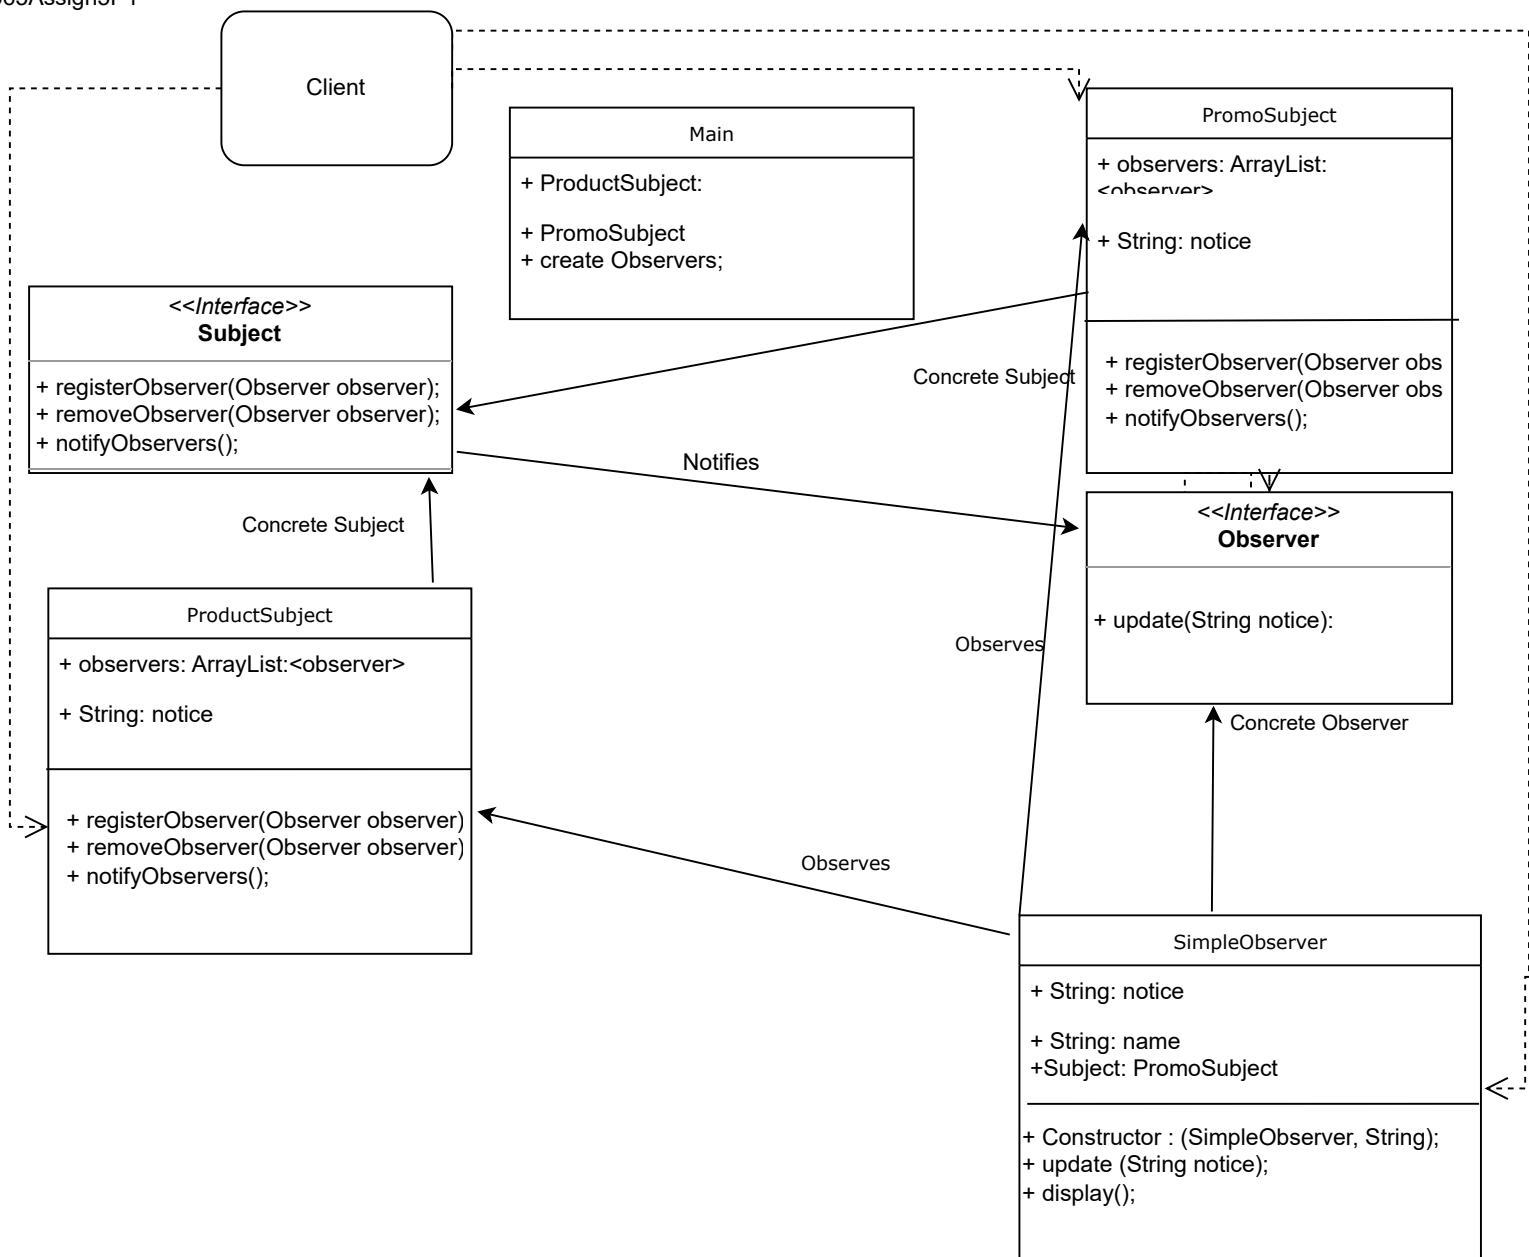 Client
Main
+ ProductSubject:
+ PromoSubject
+ create Observers;
PromoSubject
+ observers: ArrayList:
<observer>
+ String: notice
+ registerObserver(Observer obs
+ removeObserver(Observer obs
+ notifyObservers();
<<Interface>>
Subject
+ registerObserver(Observer observer);
+ removeObserver(Observer observer);
+ notifyObservers();
Concrete Subject
Notifies
Concrete Subject
<<Interface>>
Observer
+ update(String notice):
Observes
Concrete Observer
ProductSubject
+ observers: ArrayList:<observer>
+ String: notice
+ registerObserver(Observer observer)
+ removeObserver(Observer observer)
+ notifyObservers();
Observes
SimpleObserver
+ String: notice
+ String: name
+Subject: PromoSubject
+ Constructor : (SimpleObserver, String);
+ update (String notice);
+ display();